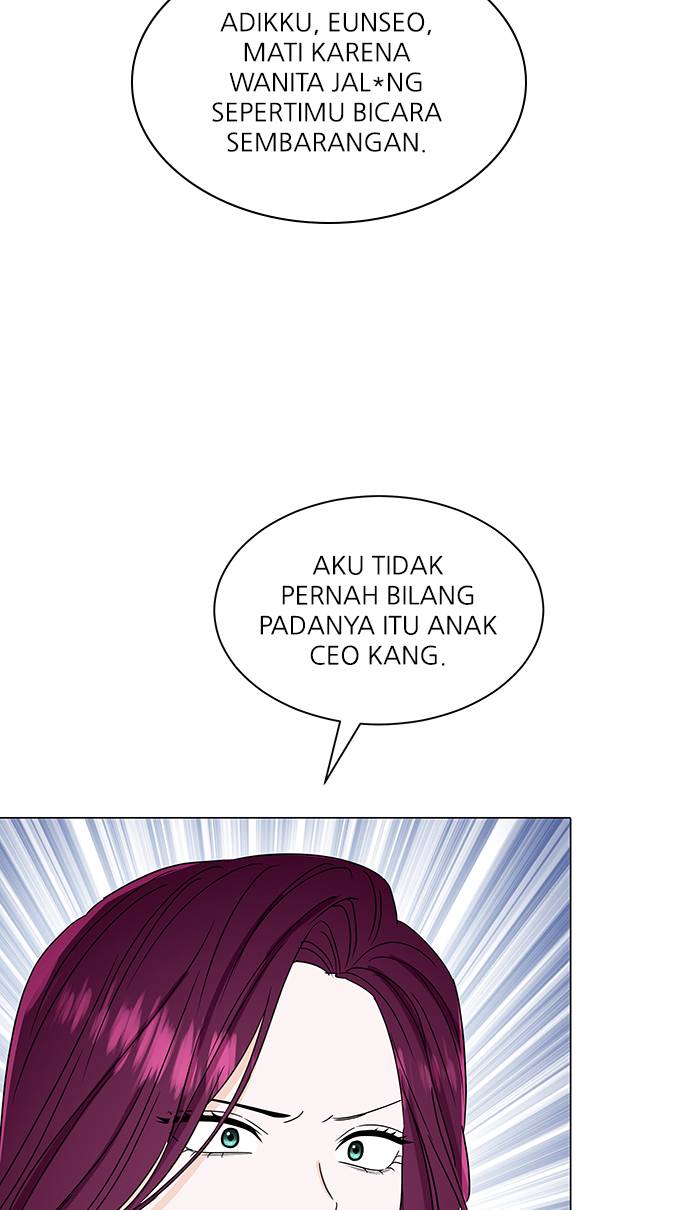 ADIKKU, EUNSEO,
MATI KARENA
WANITA JAL*NG
SEPERTIMU BICARA
SEMBARANGAN.
AKU TIDAK
PERNAH BILANG
PADANYA ITU ANAK
CEO KANG.